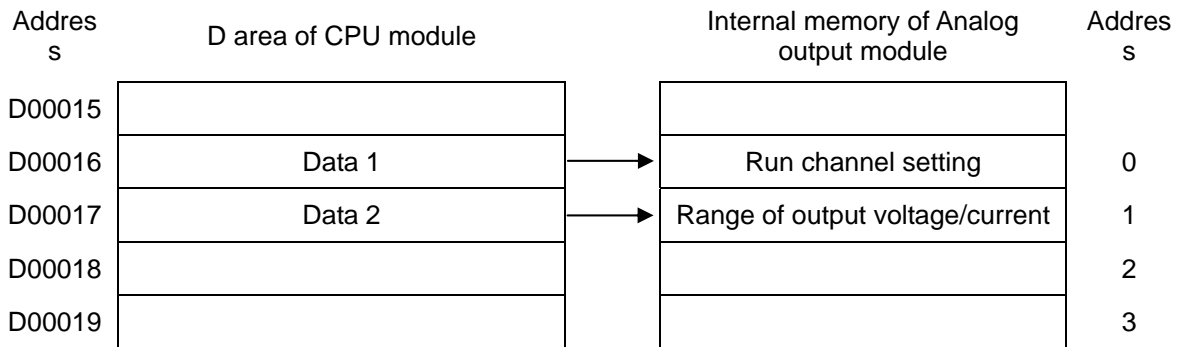 Addres
s
D area of CPU module
Internal memory of Analog
output module
Addres
s
D00015
D00016 Data 1 Run channel setting 0
D00017 Data 2 Range of output voltage/current 1
D00018 2
D00019 3